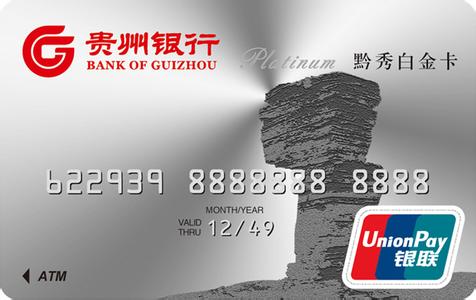 贵州银行
BANK OF GUIZHOU
Platinum 黔秀白金卡
622939 8888888 8888
MONTH/YEAR
VALID THRU 12/49
ATM
UnionPay
银联